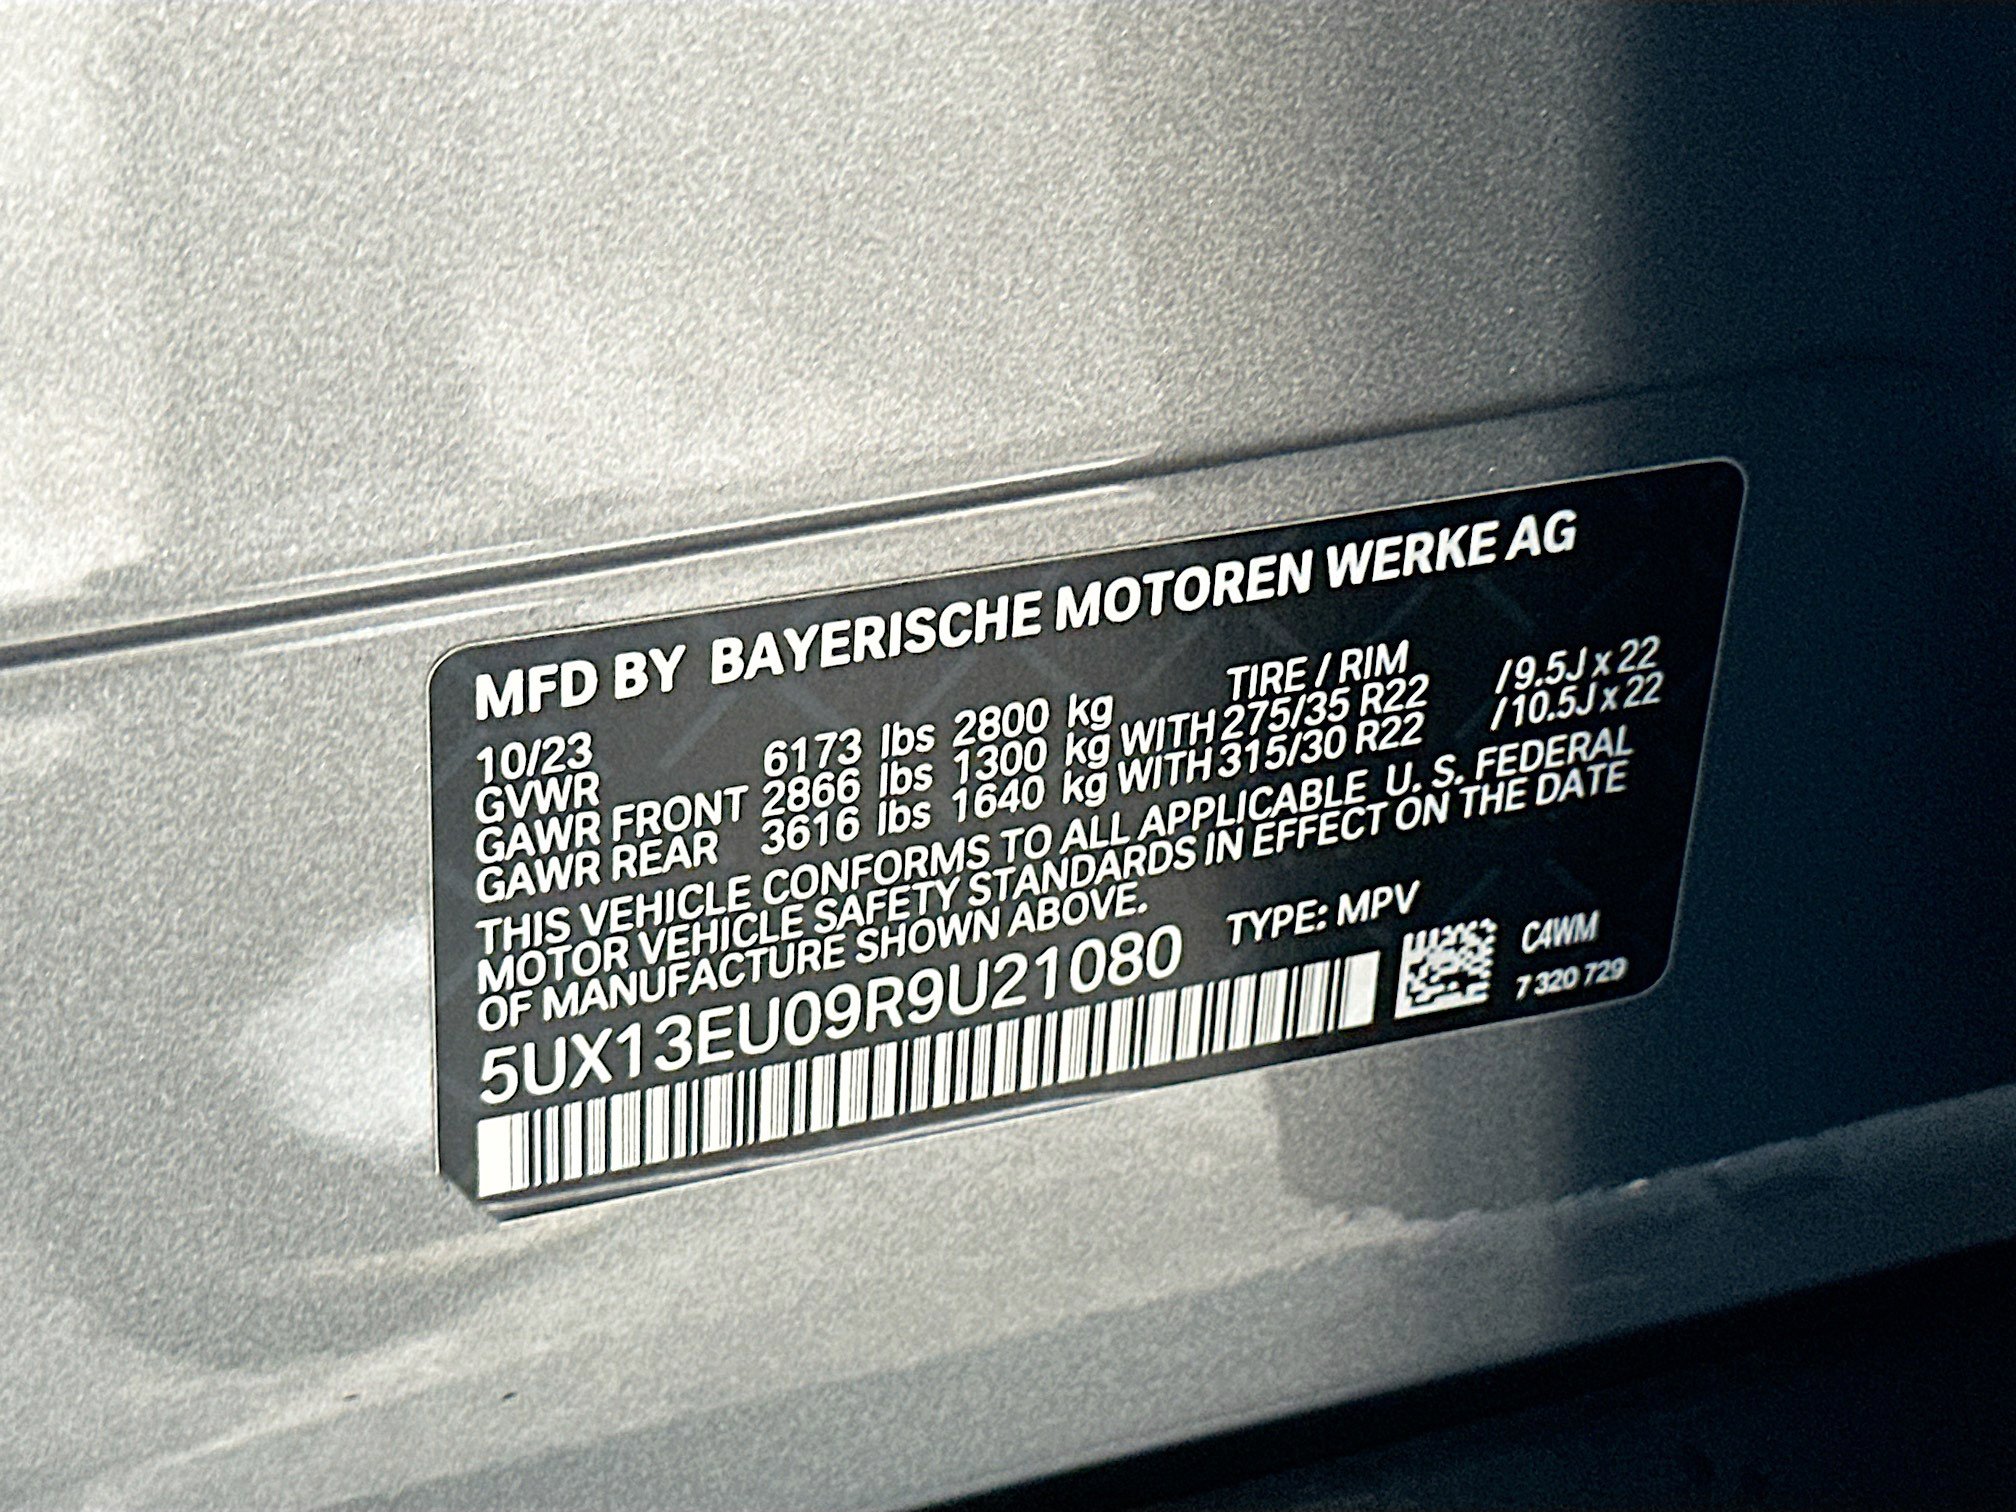 MFD BY BAYERISCHE MOTOREN WERKE AG
10/23 TIRE / RIM
GVWR 6173 lbs 2800 kg
GAWR FRONT 2866 lbs 1300 kg WITH 275/35 R22 /9.5J x 22
GAWR REAR 3616 lbs 1640 kg WITH 315/30 R22 /10.5J x 22
THIS VEHICLE CONFORMS TO ALL APPLICABLE U. S. FEDERAL
MOTOR VEHICLE SAFETY STANDARDS IN EFFECT ON THE DATE
OF MANUFACTURE SHOWN ABOVE.
5UX13EU09R9U21080 TYPE: MPV
C4WM
7 320 729